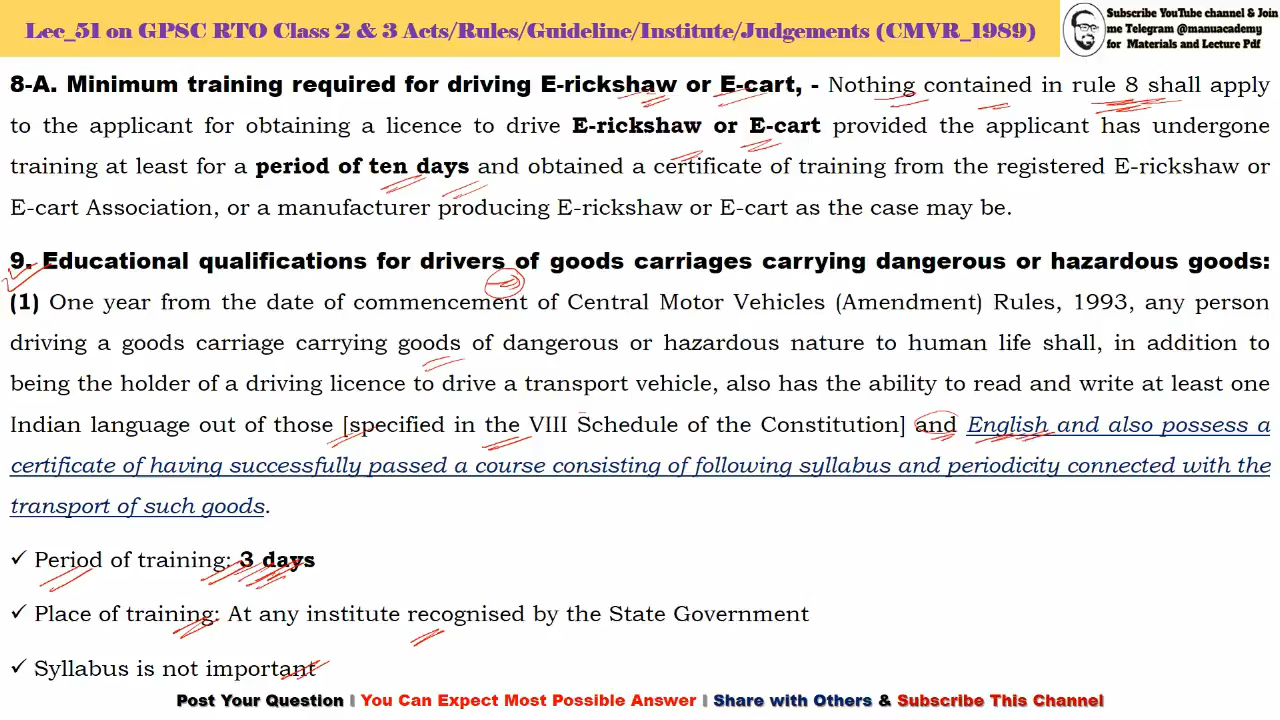 Lec_51 on GPSC RTO Class 2 & 3 Acts/Rules/Guideline/Institute/Judgements (CMVR_1989)
Subscribe YouTube channel & Join
me Telegram @manuacademy
for Materials and Lecture Pdf
8-A. Minimum training required for driving E-rickshaw or E-cart, - Nothing contained in rule 8 shall apply
to the applicant for obtaining a licence to drive E-rickshaw or E-cart provided the applicant has undergone
training at least for a period of ten days and obtained a certificate of training from the registered E-rickshaw or
E-cart Association, or a manufacturer producing E-rickshaw or E-cart as the case may be.
9. Educational qualifications for drivers of goods carriages carrying dangerous or hazardous goods:
(1) One year from the date of commencement of Central Motor Vehicles (Amendment) Rules, 1993, any person
driving a goods carriage carrying goods of dangerous or hazardous nature to human life shall, in addition to
being the holder of a driving licence to drive a transport vehicle, also has the ability to read and write at least one
Indian language out of those [specified in the VIII Schedule of the Constitution] and English and also possess a
certificate of having successfully passed a course consisting of following syllabus and periodicity connected with the
transport of such goods.
✓ Period of training: 3 days
✓ Place of training: At any institute recognised by the State Government
✓ Syllabus is not important
Post Your Question | You Can Expect Most Possible Answer | Share with Others & Subscribe This Channel